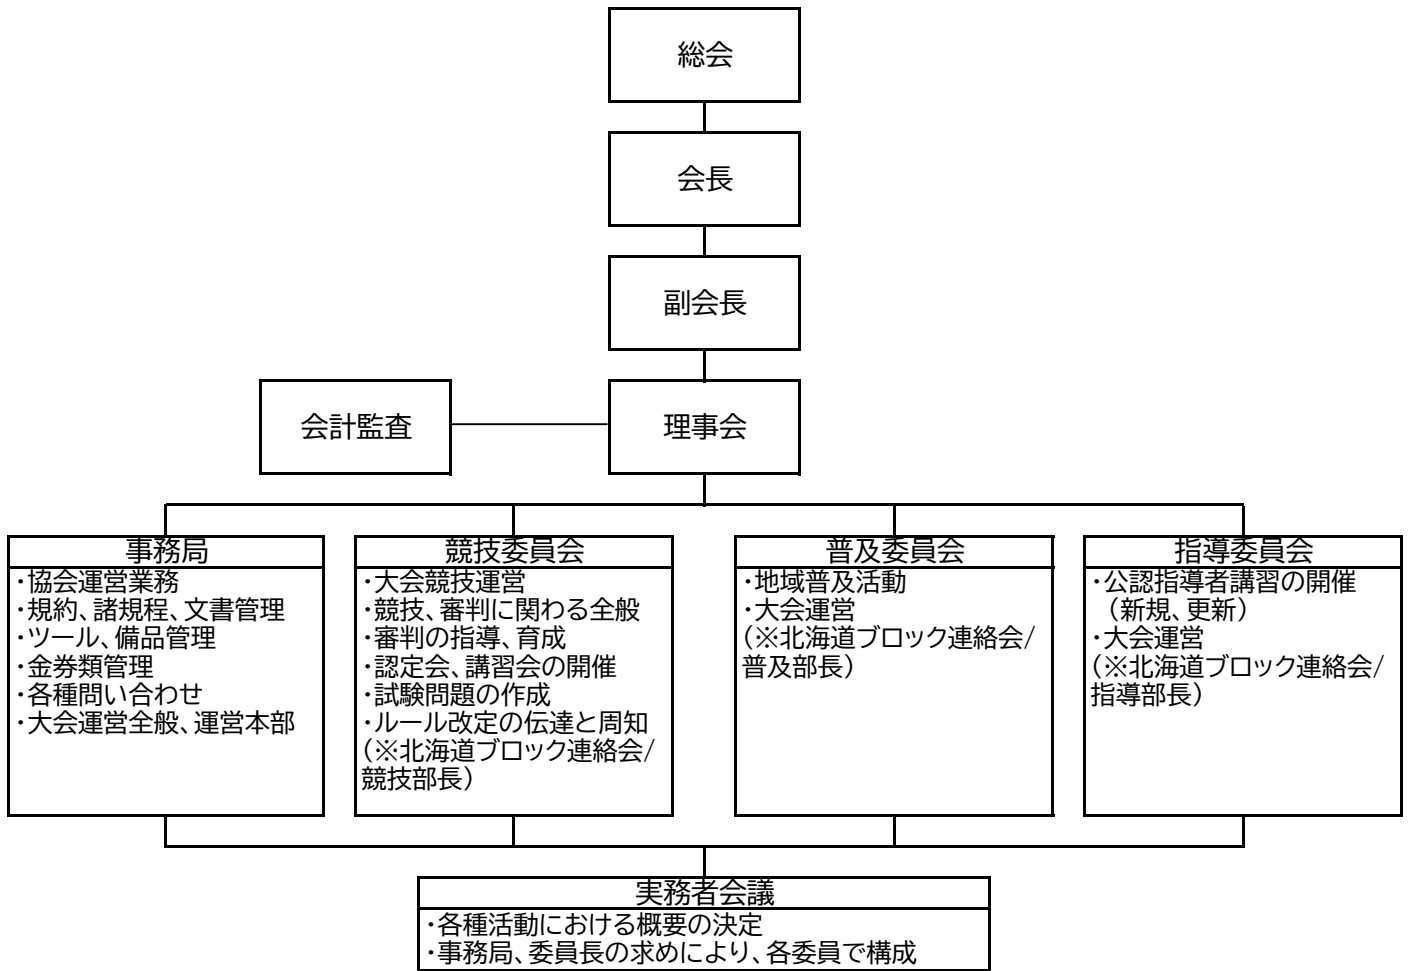 総会
会長
副会長
会計監査
理事会
事務局
・協会運営業務
・規約、諸規程、文書管理
・ツール、備品管理
・金券類管理
・各種問い合わせ
・大会運営全般、運営本部
競技委員会
・大会競技運営
・競技、審判に関わる全般
・審判の指導、育成
・認定会、講習会の開催
・試験問題の作成
・ルール改定の伝達と周知
（※北海道ブロック連絡会/
競技部長）
普及委員会
・地域普及活動
・大会運営
（※北海道ブロック連絡会/
普及部長）
指導委員会
・公認指導者講習の開催
（新規、更新）
・大会運営
（※北海道ブロック連絡会/
指導部長）
実務者会議
・各種活動における概要の決定
・事務局、委員長の求めにより、各委員で構成